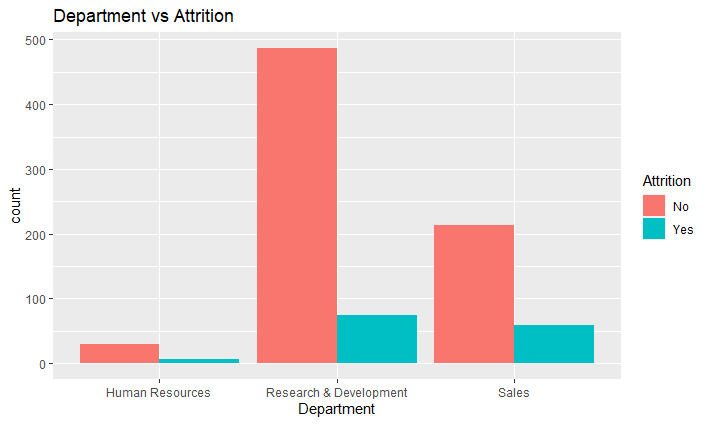 Department vs Attrition
500
400
300
200
100
0
count
Human Resources
Research & Development
Sales
Department
Attrition
No
Yes